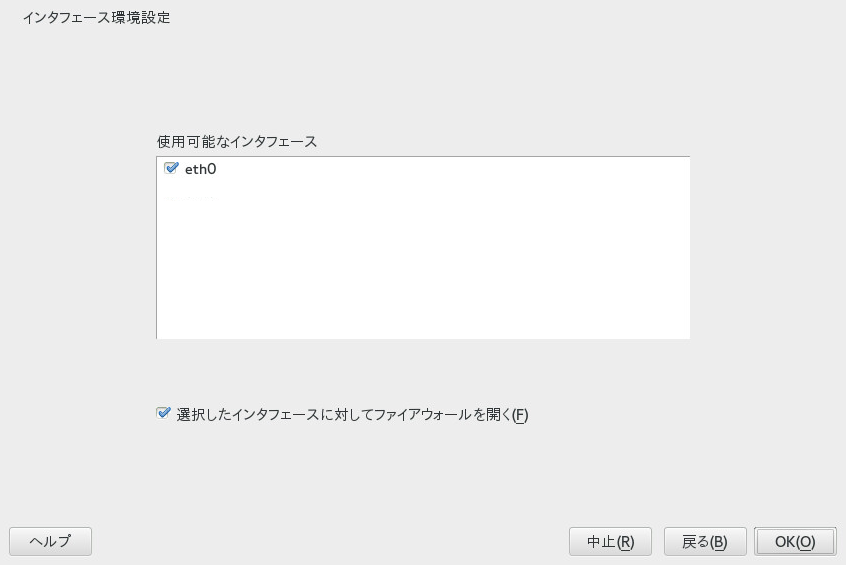 インタフェース環境設定
使用可能なインタフェース
eth0
選択したインタフェースに対してファイアウォールを開く(F)
ヘルプ 中止(R) 戻る(B) OK(O)